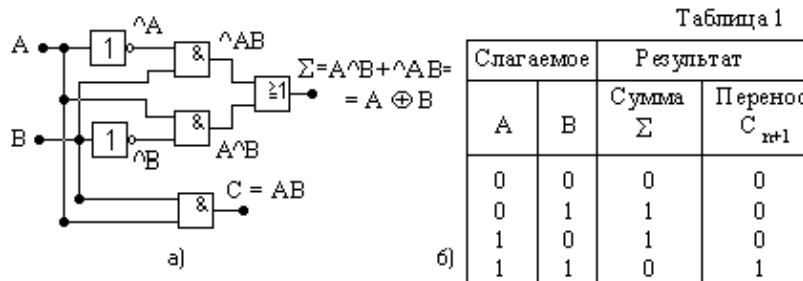 ^A
A
1
&
^AB
Σ=A^B+^AB=
= A ⊕ B
≧1
B
1
^B
&
A^B
&
C = AB
а)
б)
Таблица 1
Слагаемое Результат
A B Сумма Σ Перенос C n+1
0 0 0 0
0 1 1 0
1 0 1 0
1 1 0 1